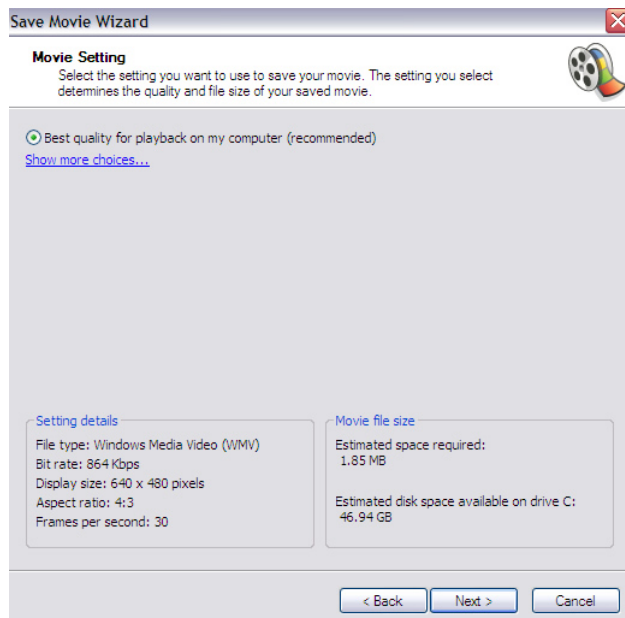 Save Movie Wizard
Movie Setting
Select the setting you want to use to save your movie. The setting you select
determines the quality and file size of your saved movie.
Best quality for playback on my computer (recommended)
Show more choices...
Setting details
File type: Windows Media Video (WMV)
Bit rate: 864 Kbps
Display size: 640 x 480 pixels
Aspect ratio: 4:3
Frames per second: 30
Movie file size
Estimated space required:
1.85 MB
Estimated disk space available on drive C:
46.94 GB
< Back
Next >
Cancel